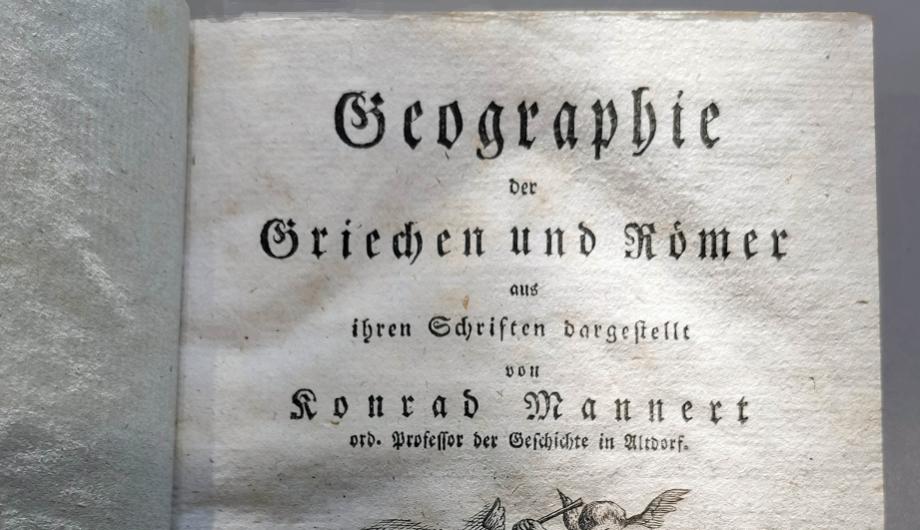 Geographie
der
Griechen und Römer
aus
ihren Schriften dargestellt
von
Konrad Mannert
ord. Professor der Geschichte in Altdorf.